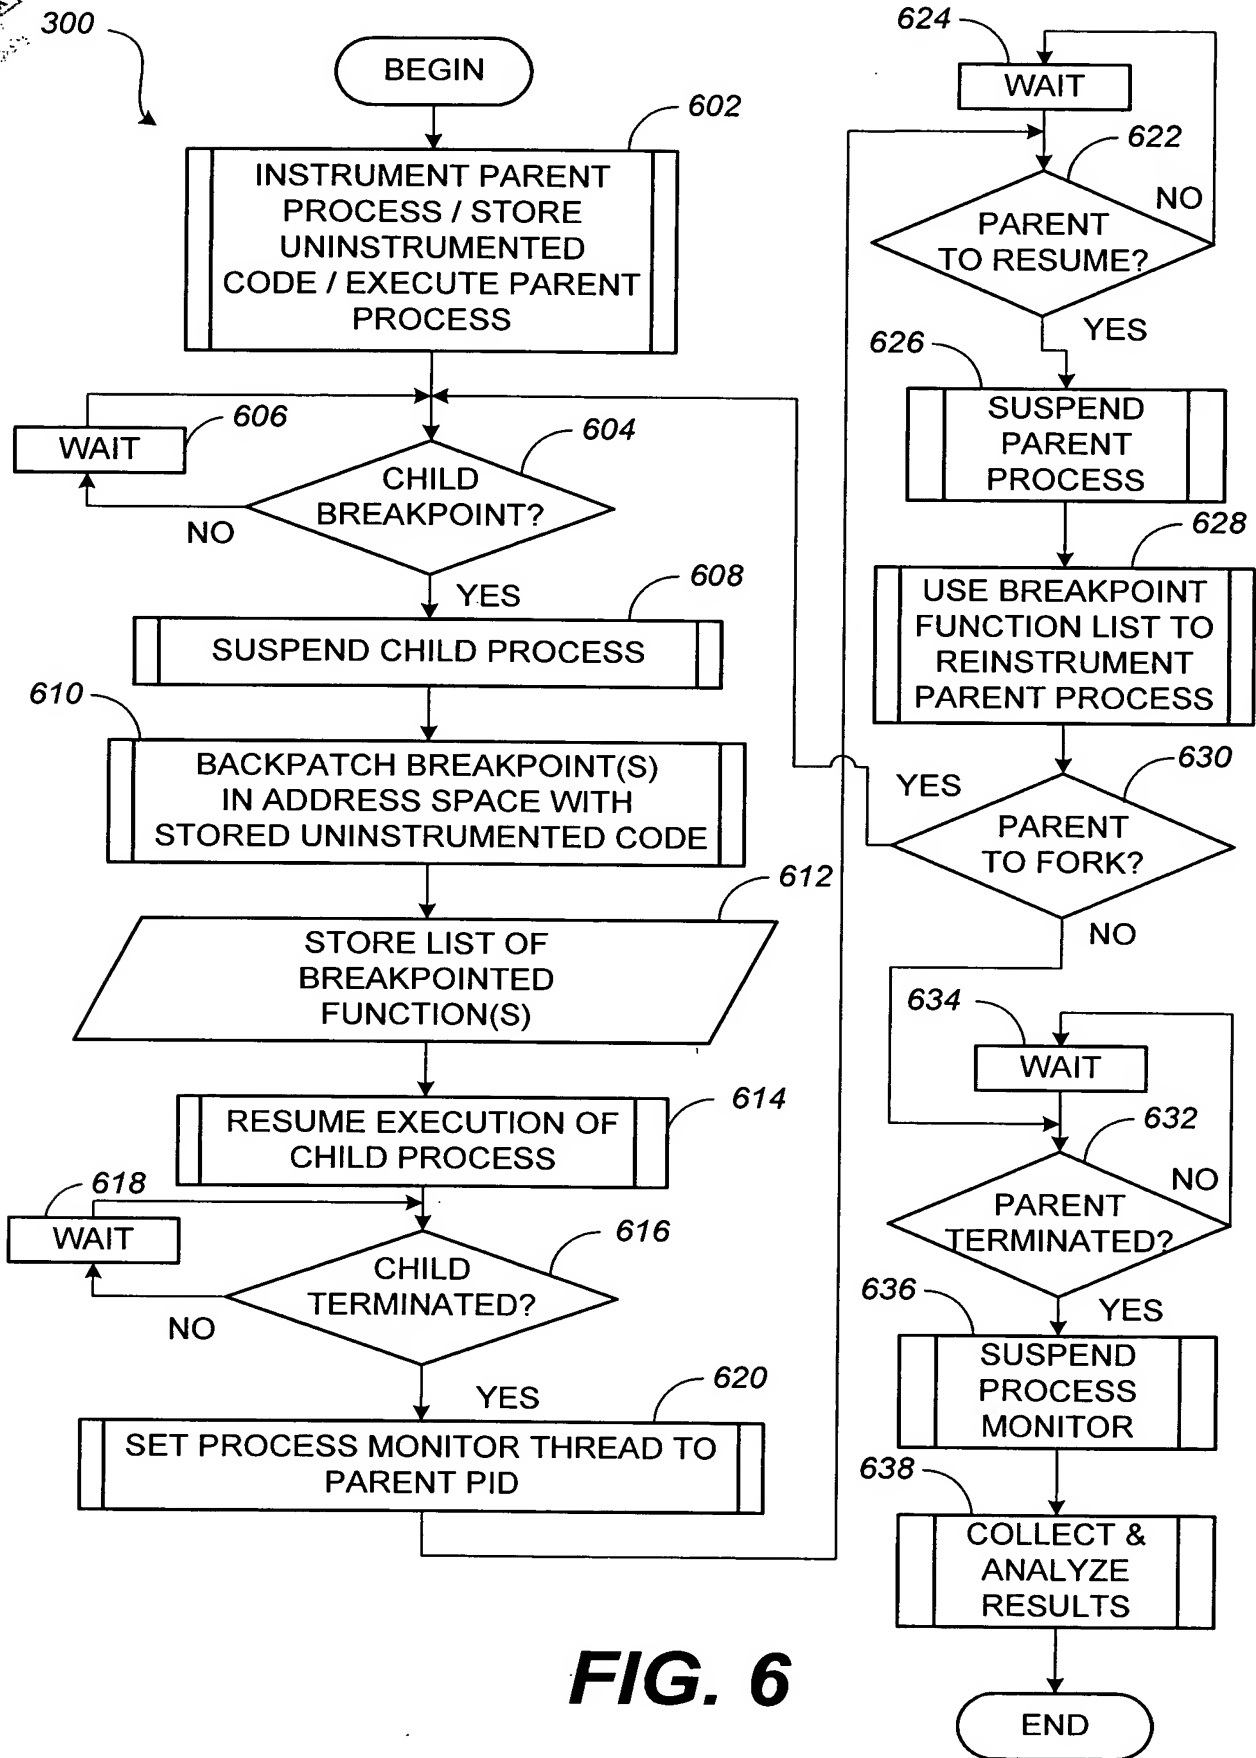 300
BEGIN
602
INSTRUMENT PARENT
PROCESS / STORE
UNINSTRUMENTED
CODE / EXECUTE PARENT
PROCESS
606
WAIT
604
CHILD
BREAKPOINT?
NO
YES
608
SUSPEND CHILD PROCESS
610
BACKPATCH BREAKPOINT(S)
IN ADDRESS SPACE WITH
STORED UNINSTRUMENTED CODE
612
STORE LIST OF
BREAKPOINTED
FUNCTION(S)
614
RESUME EXECUTION OF
CHILD PROCESS
618
WAIT
616
CHILD
TERMINATED?
NO
YES
620
SET PROCESS MONITOR THREAD TO
PARENT PID
624
WAIT
622
NO
PARENT
TO RESUME?
YES
626
SUSPEND
PARENT
PROCESS
628
USE BREAKPOINT
FUNCTION LIST TO
REINSTRUMENT
PARENT PROCESS
630
YES
PARENT
TO FORK?
NO
634
WAIT
632
NO
PARENT
TERMINATED?
YES
636
SUSPEND
PROCESS
MONITOR
638
COLLECT &
ANALYZE
RESULTS
END
FIG. 6